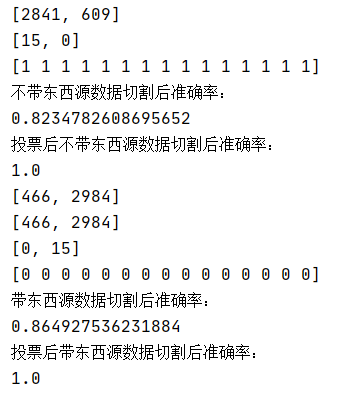 [2841, 609]
[15, 0]
[1 1 1 1 1 1 1 1 1 1 1 1 1 1 1]
不带东西源数据切割后准确率：
0.8234782608695652
投票后不带东西源数据切割后准确率：
1.0
[466, 2984]
[466, 2984]
[0, 15]
[0 0 0 0 0 0 0 0 0 0 0 0 0 0 0]
带东西源数据切割后准确率：
0.864927536231884
投票后带东西源数据切割后准确率：
1.0